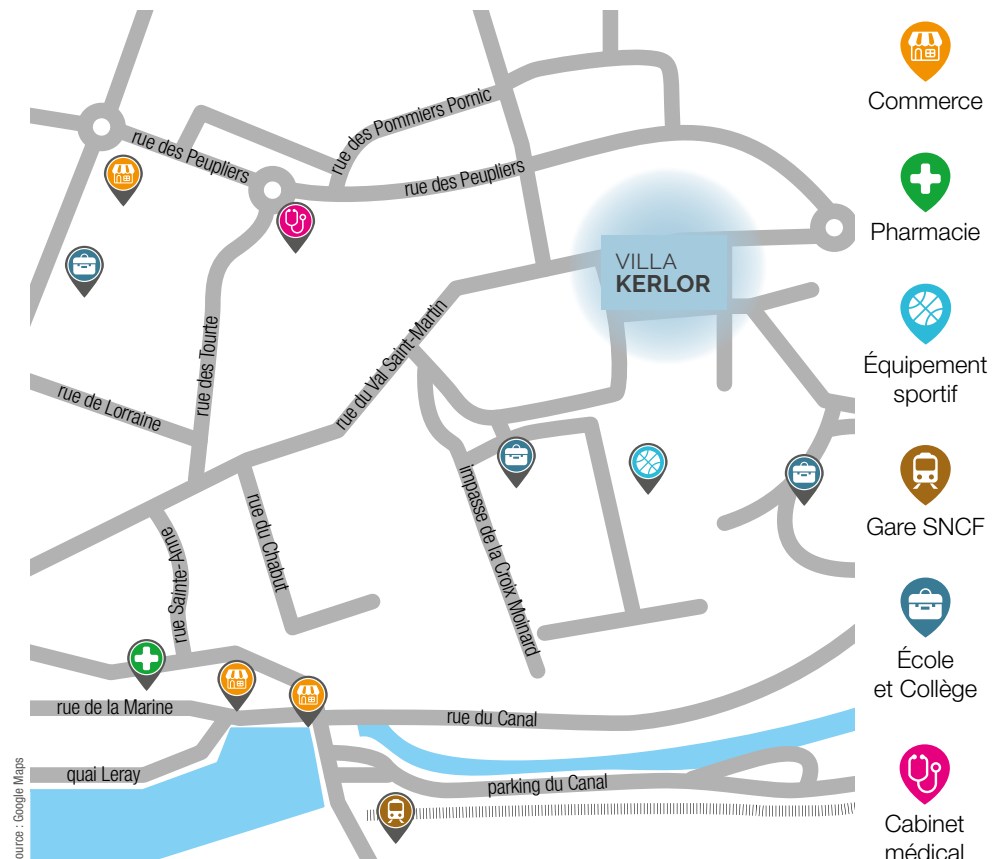 Commerce
rue des Pommiers Pornic
rue des Peupliers
rue des Peupliers
Pharmacie
VILLA
KERLOR
Équipement
sportif
rue des Tourte
rue du Val Saint-Martin
rue de Lorraine
Gare SNCF
impasse de la Croix Moinard
rue du Chabut
rue Sainte-Anne
École
et Collège
rue de la Marine
rue du Canal
quai Leray
parking du Canal
ource : Google Maps
Cabinet
médical